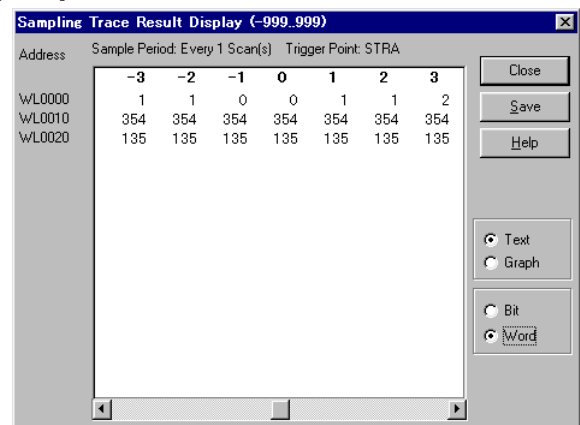 Sampling Trace Result Display (-999..999)
Address Sample Period: Every 1 Scan(s) Trigger Point: STRA
-3 -2 -1 0 1 2 3
WL0000 1 1 0 0 1 1 2
WL0010 354 354 354 354 354 354 354
WL0020 135 135 135 135 135 135 135
Close
Save
Help
Text
Graph
Bit
Word